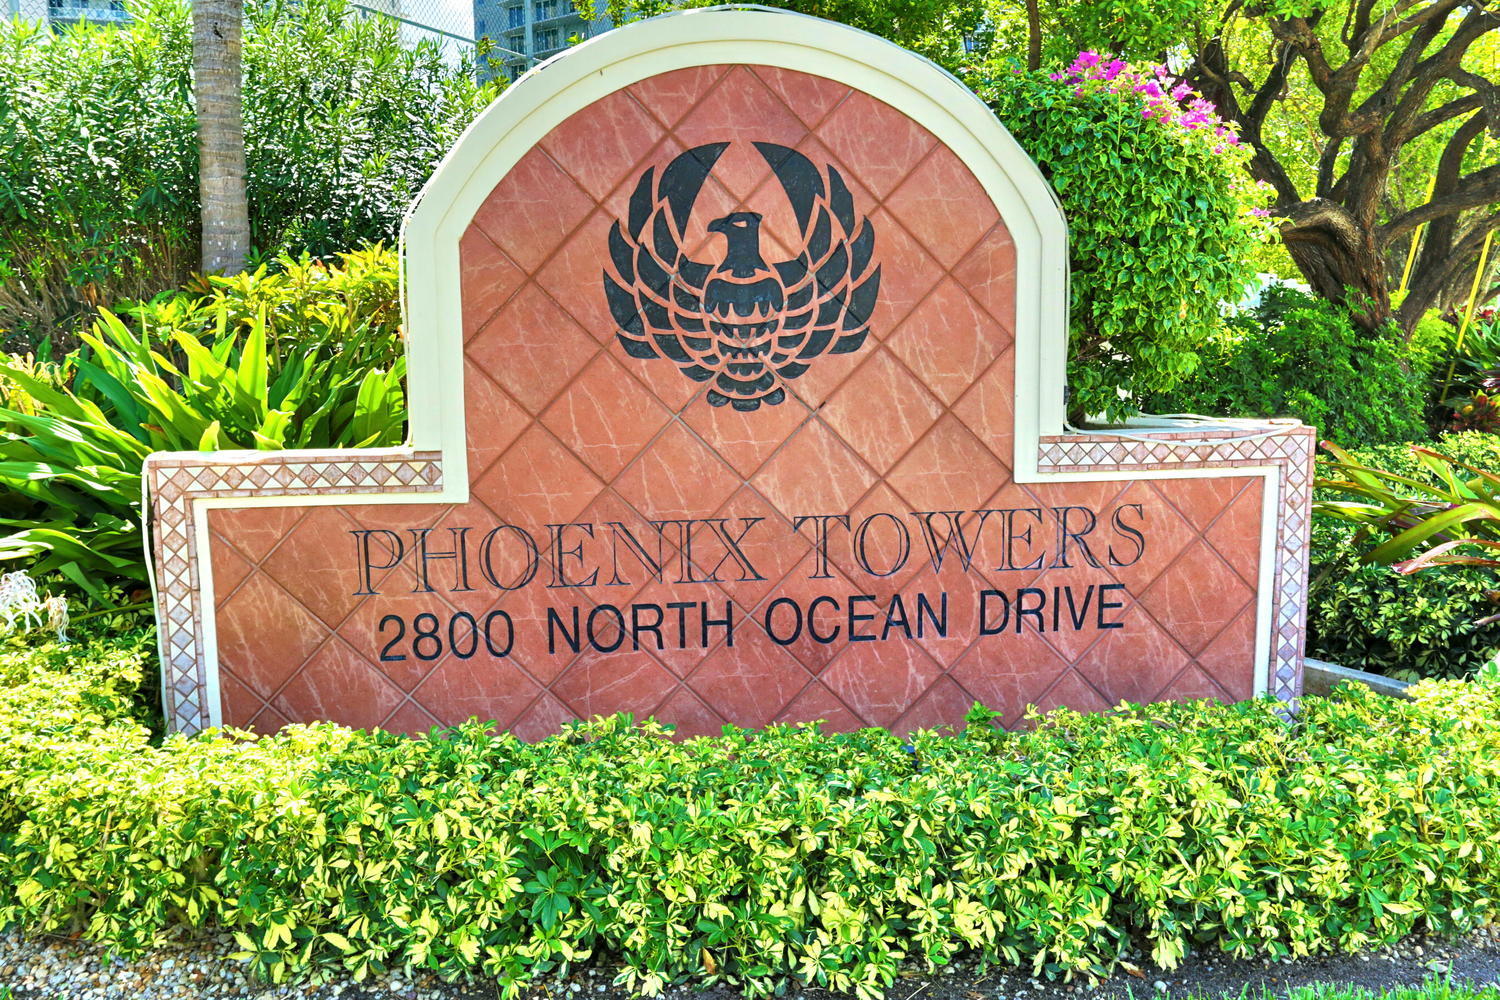 PHOENIX TOWERS
2800 NORTH OCEAN DRIVE